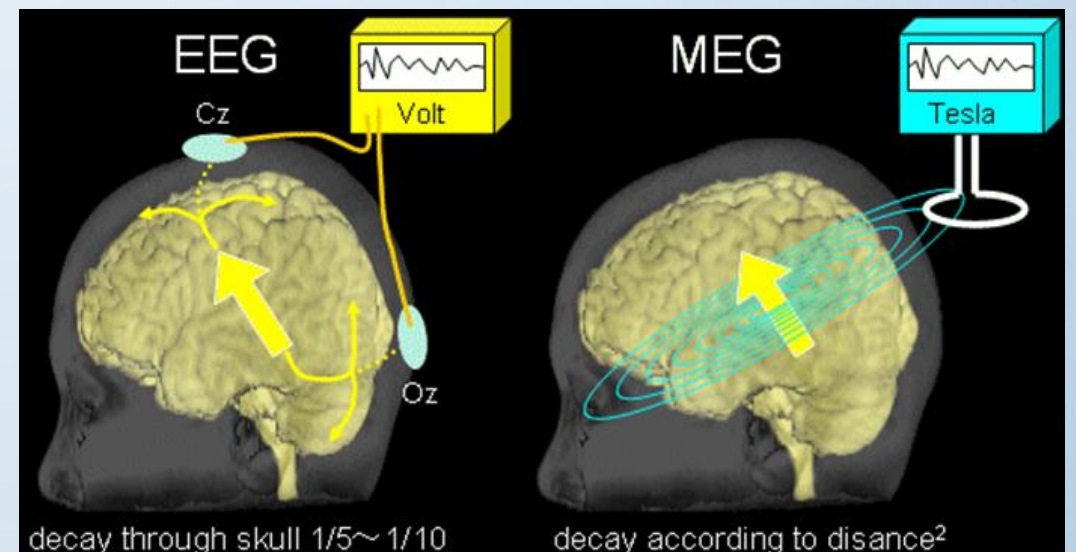 EEG
Volt
Cz
Oz
decay through skull 1/5～1/10
MEG
Tesla
decay according to disance²